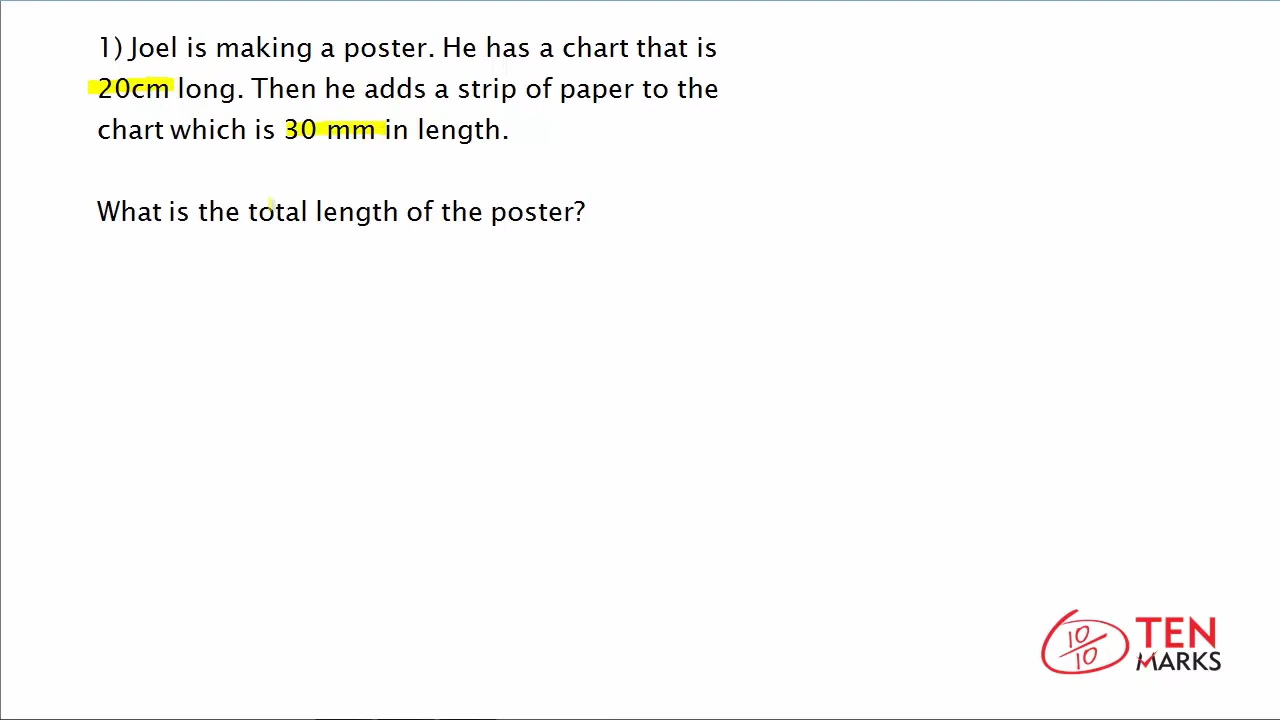 1) Joel is making a poster. He has a chart that is
20cm long. Then he adds a strip of paper to the
chart which is 30 mm in length.
What is the total length of the poster?
10
10
TEN
MARKS